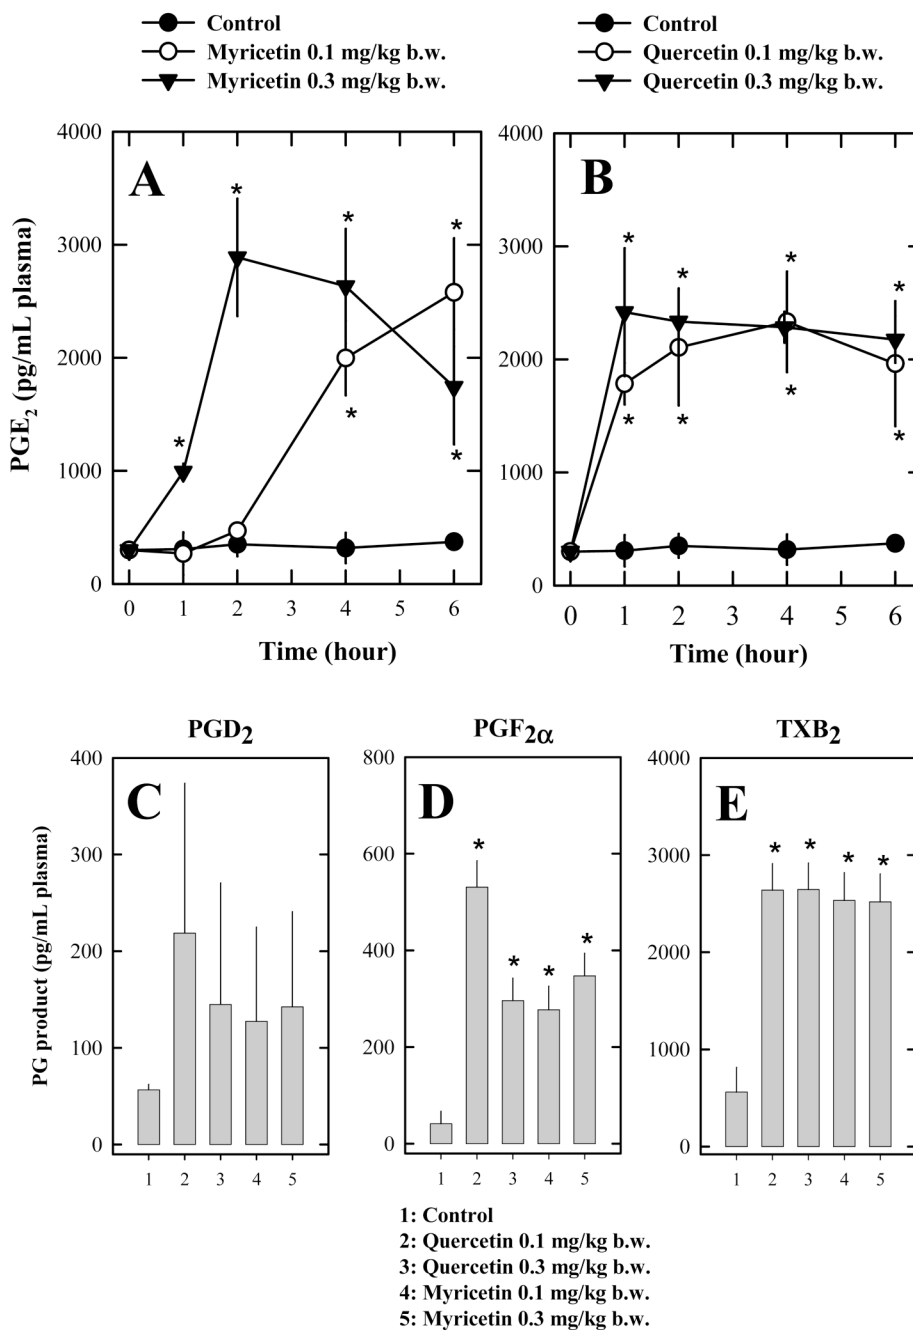 Control
Myricetin 0.1 mg/kg b.w.
Myricetin 0.3 mg/kg b.w.
Control
Quercetin 0.1 mg/kg b.w.
Quercetin 0.3 mg/kg b.w.
A
PGE₂ (pg/mL plasma)
4000
3000
2000
1000
0
* * * *
* *
0 1 2 3 4 5 6
Time (hour)
B
4000
3000
2000
1000
0
* * * *
* * * *
0 1 2 3 4 5 6
Time (hour)
PG product (pg/mL plasma)
PGD₂
C
400
300
200
100
0
1 2 3 4 5
PGF₂α
D
800
600
400
200
0
* * * *
1 2 3 4 5
TXB₂
E
4000
3000
2000
1000
0
* * * *
1 2 3 4 5
1: Control
2: Quercetin 0.1 mg/kg b.w.
3: Quercetin 0.3 mg/kg b.w.
4: Myricetin 0.1 mg/kg b.w.
5: Myricetin 0.3 mg/kg b.w.